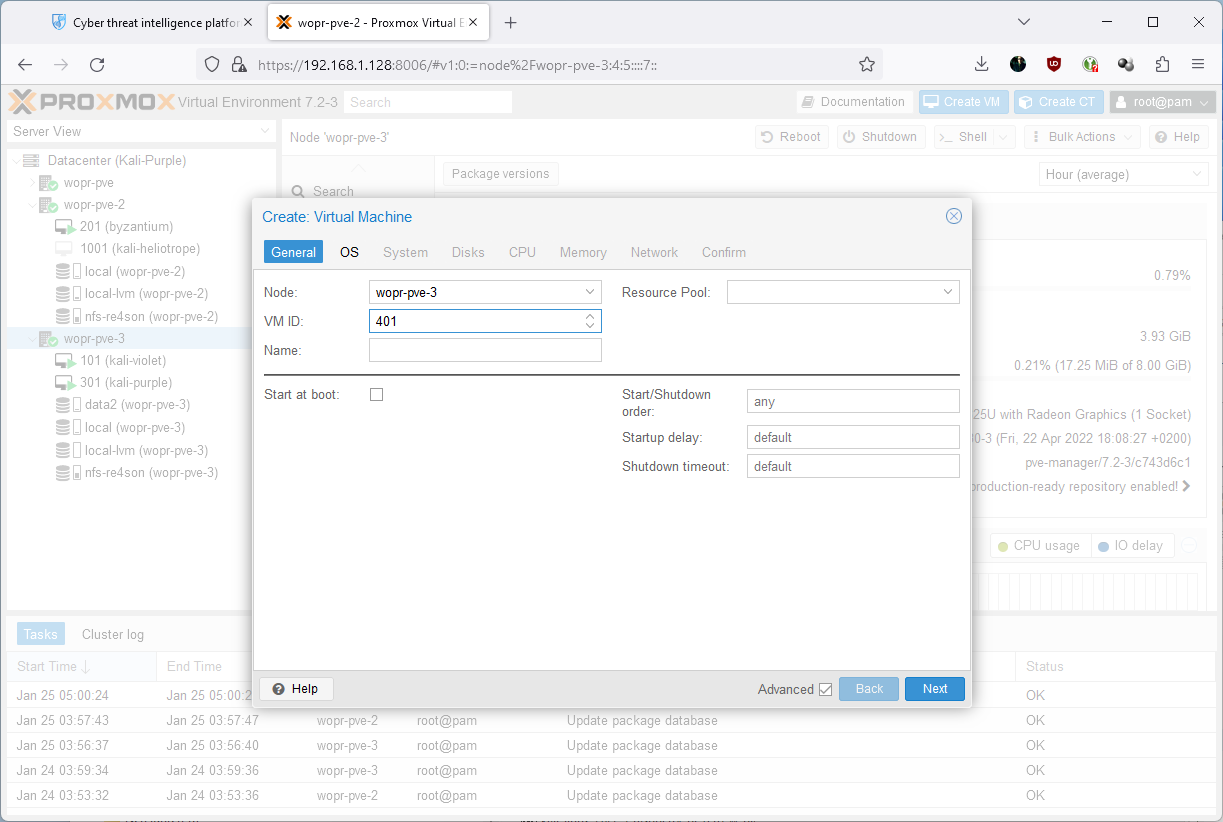 Cyber threat intelligence platfor
wopr-pve-2 - Proxmox Virtual E
https://192.168.1.128:8006/#v1:0:=node%2Fwopr-pve-3:4:5::::7::
PROXMOX Virtual Environment 7.2-3 Search Documentation Create VM Create CT root@pam
Server View
Node 'wopr-pve-3' Reboot Shutdown Shell Bulk Actions Help
Datacenter (Kali-Purple)
wopr-pve
wopr-pve-2
201 (byzantium)
1001 (kali-heliotrope)
local (wopr-pve-2)
local-lvm (wopr-pve-2)
nfs-re4son (wopr-pve-2)
wopr-pve-3
101 (kali-violet)
301 (kali-purple)
data2 (wopr-pve-3)
local (wopr-pve-3)
local-lvm (wopr-pve-3)
nfs-re4son (wopr-pve-3)
Search
Package versions Hour (average)
Create: Virtual Machine
General OS System Disks CPU Memory Network Confirm
Node: wopr-pve-3 Resource Pool:
VM ID: 401
Name:
Start at boot: Start/Shutdown order: any
Startup delay: default
Shutdown timeout: default
Help Advanced Back Next
0.79%
3.93 GiB
0.21% (17.25 MiB of 8.00 GiB)
25U with Radeon Graphics (1 Socket)
0-3 (Fri, 22 Apr 2022 18:08:27 +0200)
pve-manager/7.2-3/c743d6c1
production-ready repository enabled!
CPU usage IO delay
Tasks Cluster log
Start Time End Time Status
Jan 25 05:00:24 Jan 25 05:00:2 OK
Jan 25 03:57:43 Jan 25 03:57:47 wopr-pve-2 root@pam Update package database OK
Jan 25 03:56:37 Jan 25 03:56:40 wopr-pve-3 root@pam Update package database OK
Jan 24 03:59:34 Jan 24 03:59:36 wopr-pve-3 root@pam Update package database OK
Jan 24 03:53:32 Jan 24 03:53:36 wopr-pve-2 root@pam Update package database OK